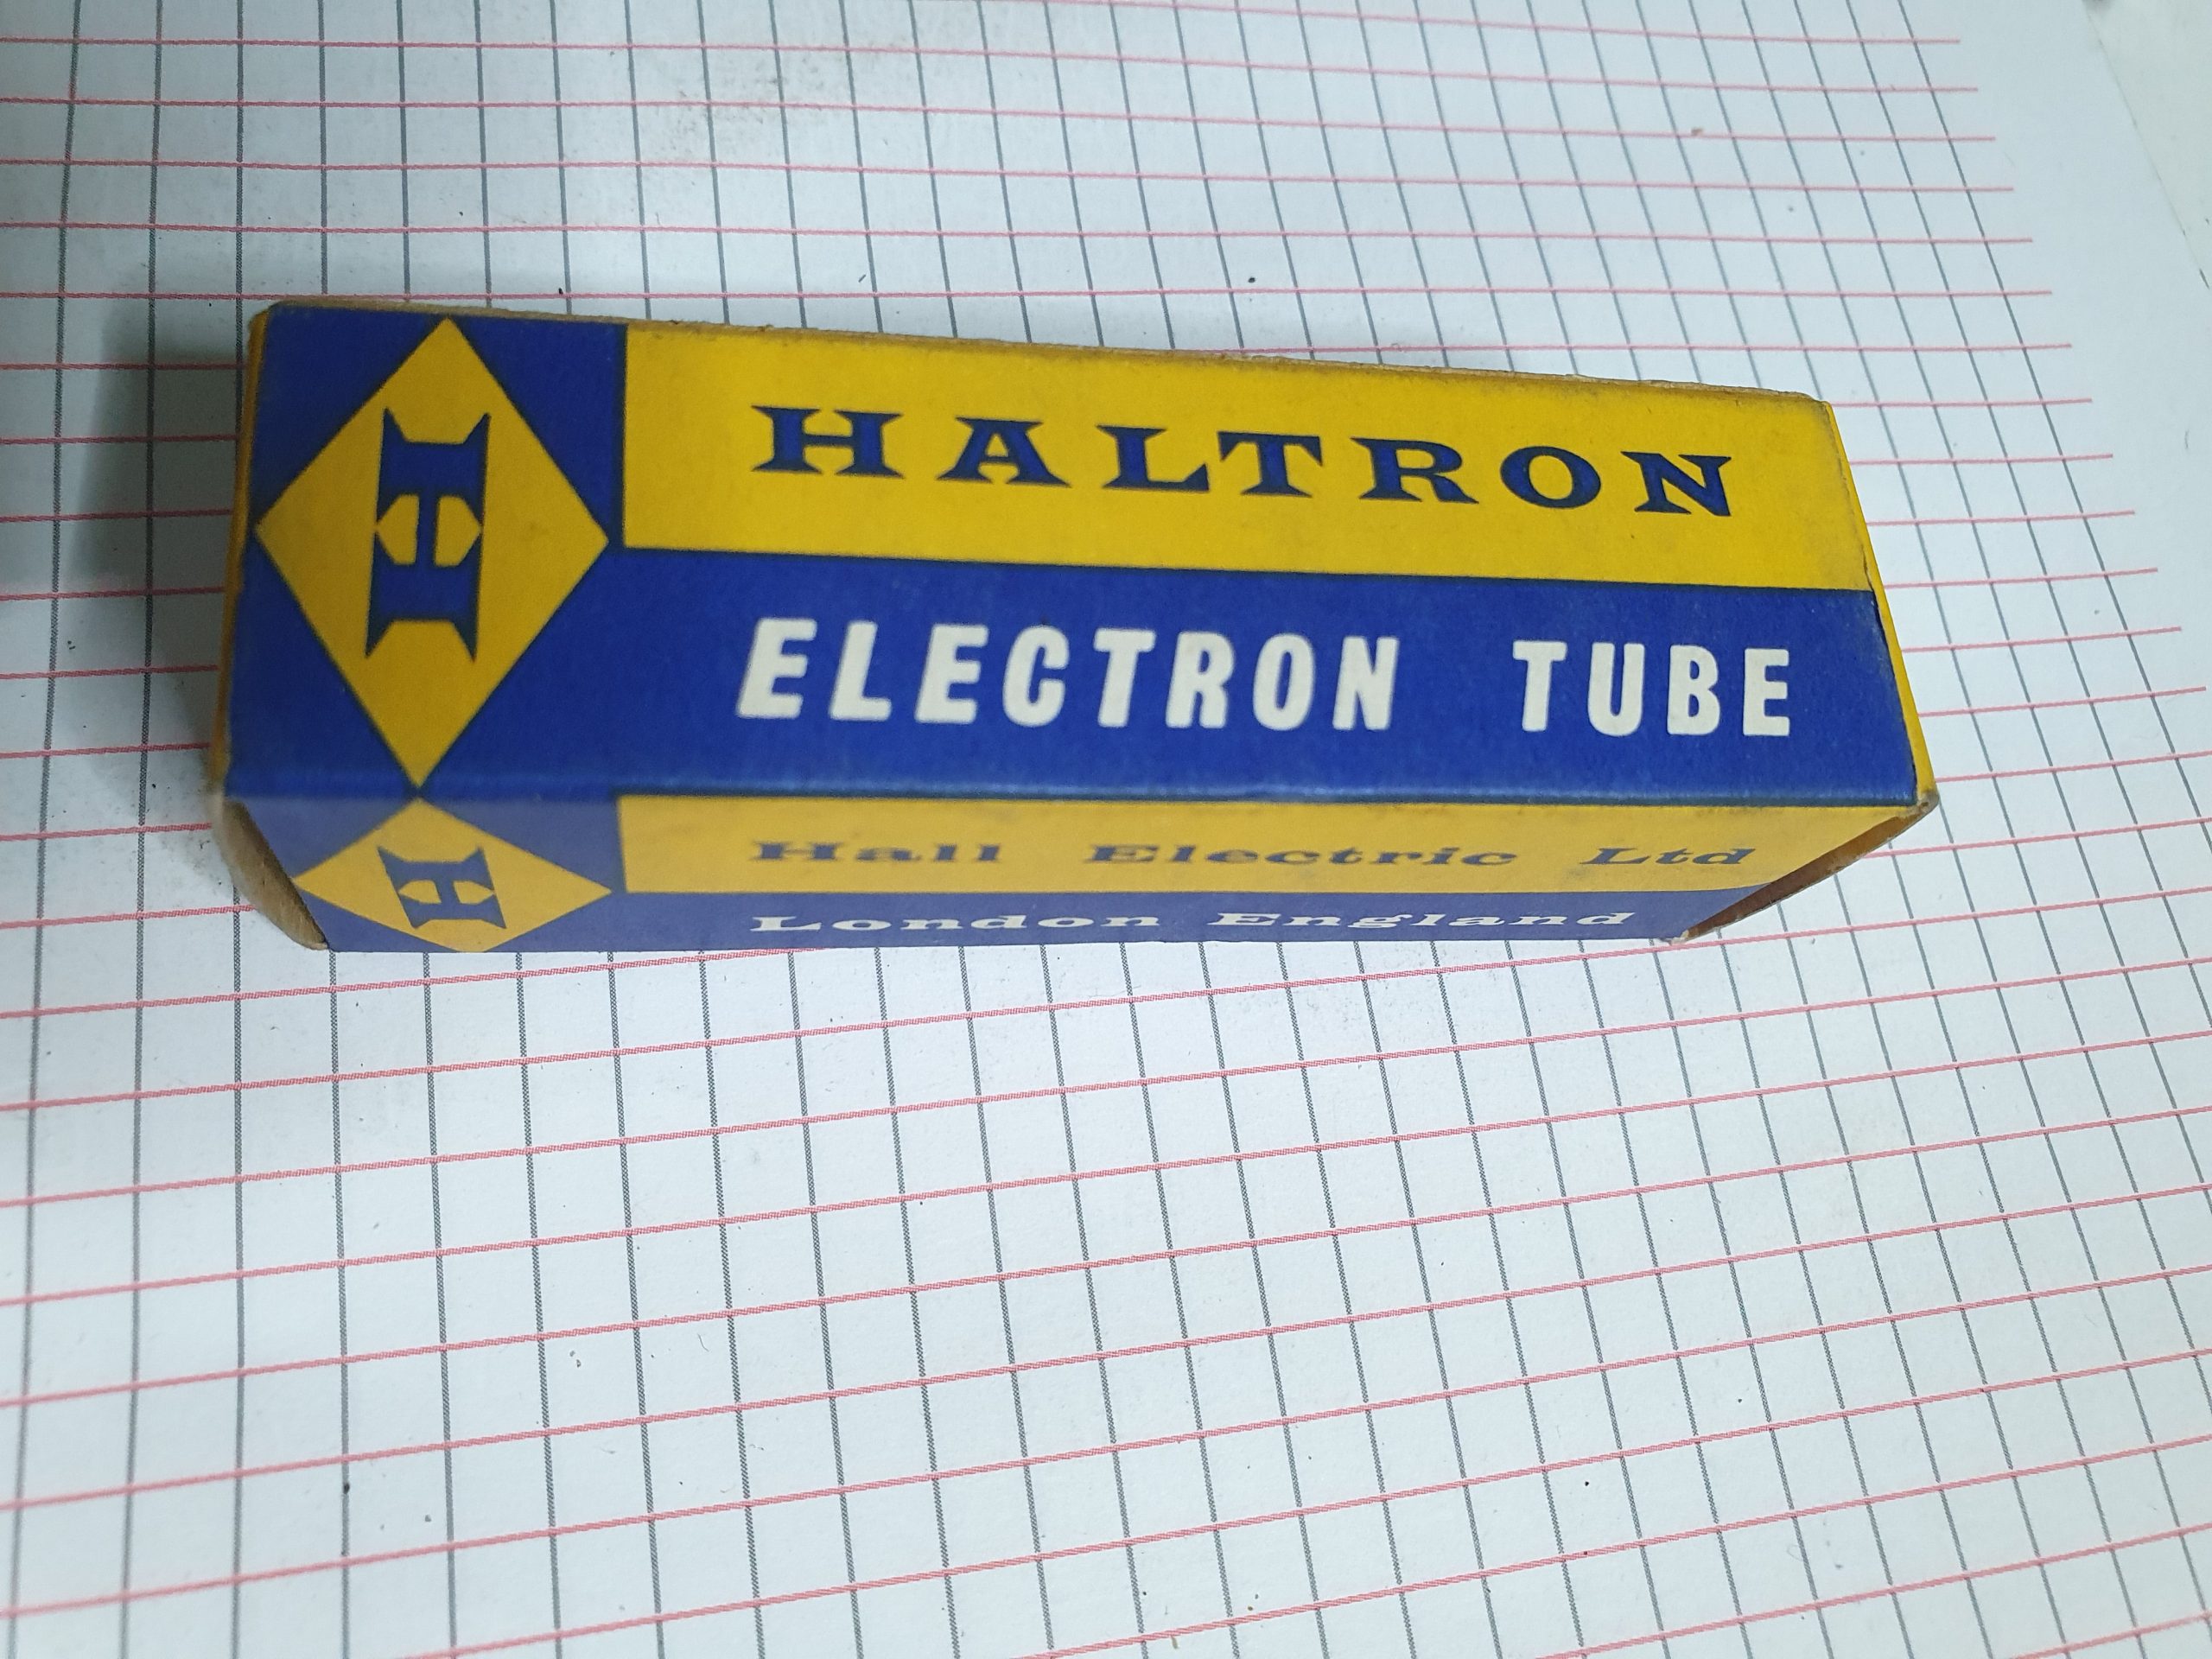 H
HALTRON
ELECTRON TUBE
H
Hall Electric Ltd
London England